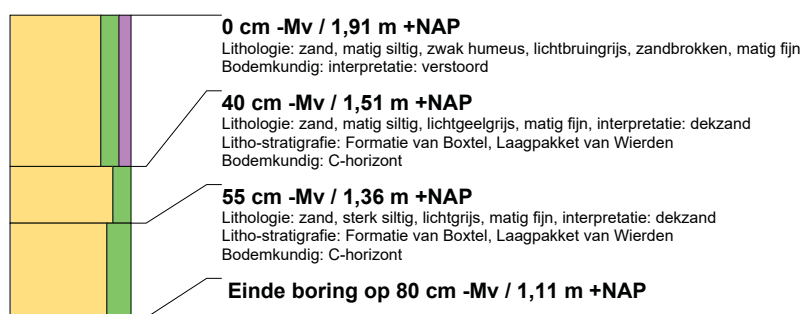 0 cm -Mv / 1,91 m +NAP
Lithologie: zand, matig siltig, zwak humeus, lichtbruingrijs, zandbrokken, matig fijn
Bodemkundig: interpretatie: verstoord
40 cm -Mv / 1,51 m +NAP
Lithologie: zand, matig siltig, lichtgeelgrijs, matig fijn, interpretatie: dekzand
Litho-stratigrafie: Formatie van Boxtel, Laagpakket van Wierden
Bodemkundig: C-horizont
55 cm -Mv / 1,36 m +NAP
Lithologie: zand, sterk siltig, lichtgrijs, matig fijn, interpretatie: dekzand
Litho-stratigrafie: Formatie van Boxtel, Laagpakket van Wierden
Bodemkundig: C-horizont
Einde boring op 80 cm -Mv / 1,11 m +NAP